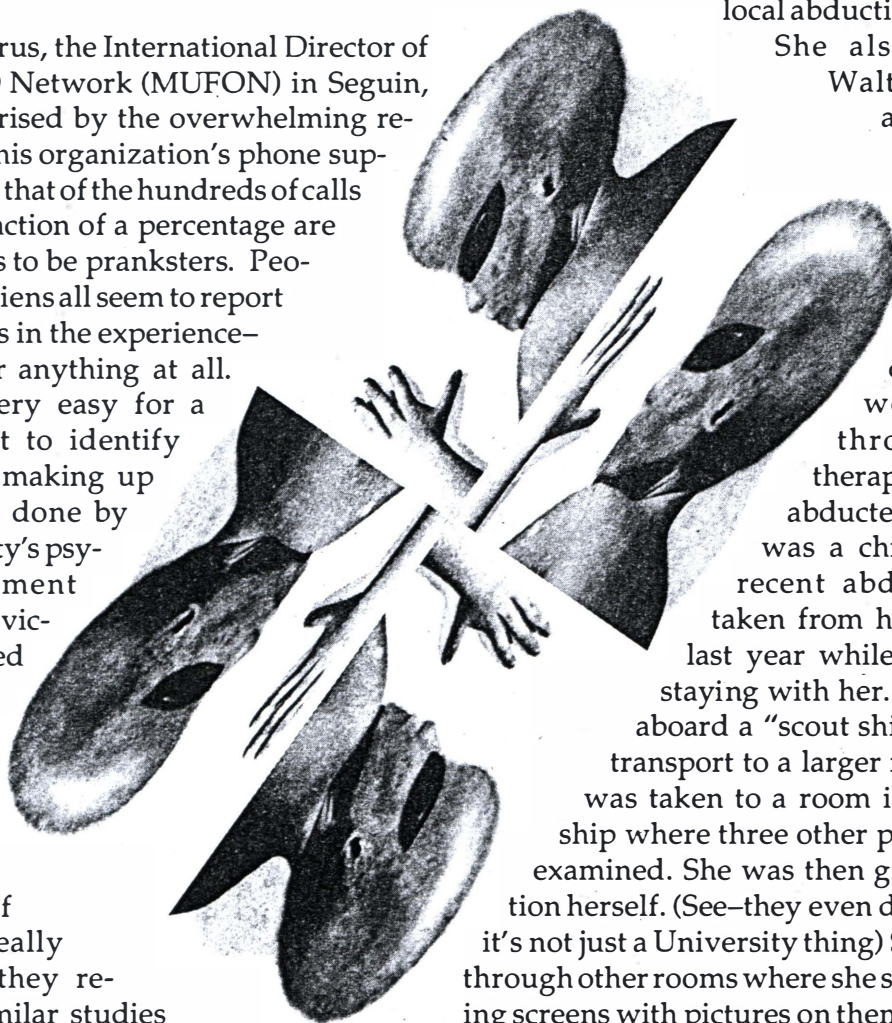 rus, the International Director of
Network (MUFON) in Seguin,
rised by the overwhelming re-
his organization's phone sup-
that of the hundreds of calls
action of a percentage are
s to be pranksters. Peo-
iens all seem to report
s in the experience–
r anything at all.
ery easy for a
t to identify
making up
done by
ty's psy-
ment
vic-
ed
f
eally
they re-
milar studies
local abducti
She als
Walt
a
w
thro
therap
abducte
was a ch
recent abd
taken from h
last year while
staying with her.
aboard a "scout shi
transport to a larger
was taken to a room i
ship where three other p
examined. She was then g
tion herself. (See–they even d
it's not just a University thing) S
through other rooms where she s
ing screens with pictures on then